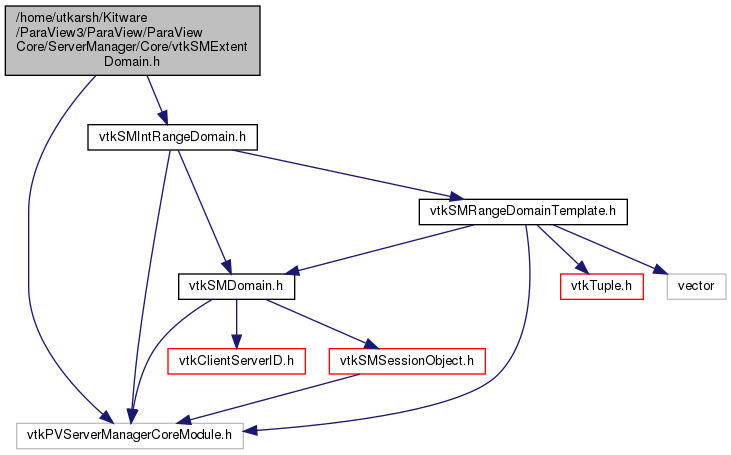 /home/utkarsh/Kitware
/ParaView3/ParaView/ParaView
Core/ServerManager/Core/vtkSMExtent
Domain.h
vtkSMIntRangeDomain.h
vtkSMRangeDomainTemplate.h
vtkSMDomain.h
vtkTuple.h
vector
vtkClientServerID.h
vtkSMSessionObject.h
vtkPVServerManagerCoreModule.h